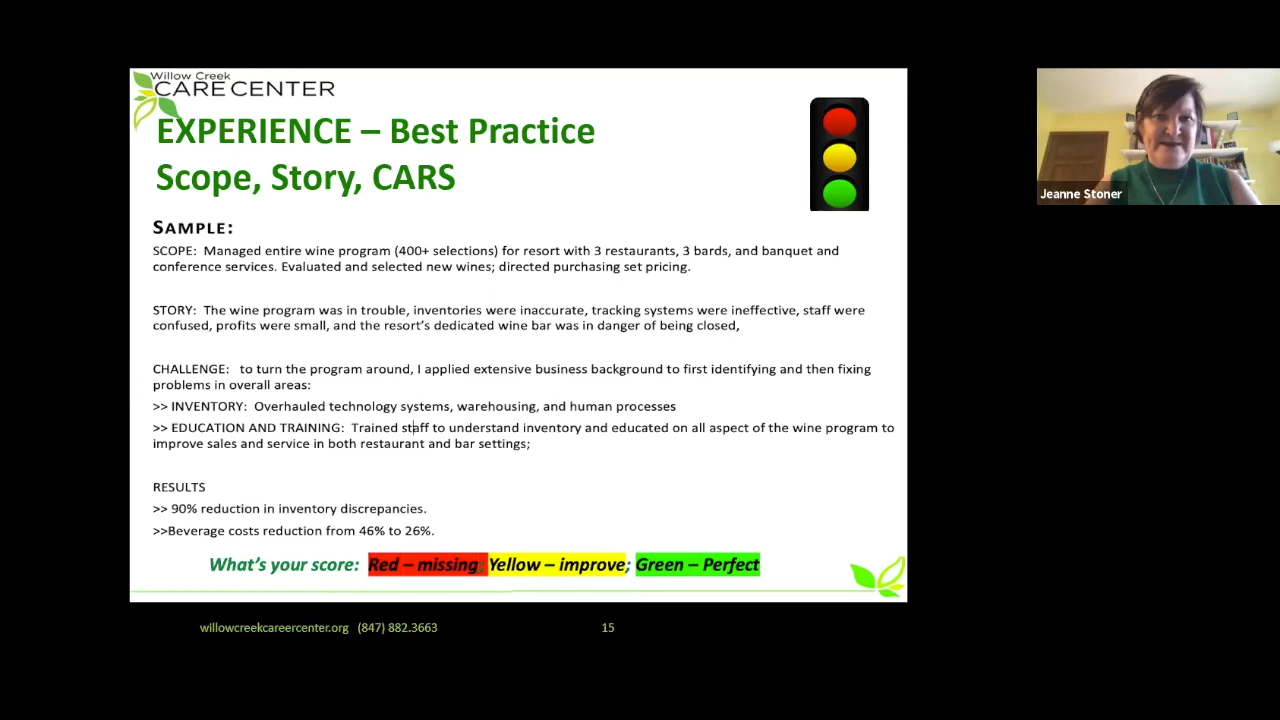 Willow Creek
CARE CENTER
EXPERIENCE – Best Practice
Scope, Story, CARS
SAMPLE:
SCOPE: Managed entire wine program (400+ selections) for resort with 3 restaurants, 3 bards, and banquet and
conference services. Evaluated and selected new wines; directed purchasing set pricing.
STORY: The wine program was in trouble, inventories were inaccurate, tracking systems were ineffective, staff were
confused, profits were small, and the resort's dedicated wine bar was in danger of being closed,
CHALLENGE: to turn the program around, I applied extensive business background to first identifying and then fixing
problems in overall areas:
>> INVENTORY: Overhauled technology systems, warehousing, and human processes
>> EDUCATION AND TRAINING: Trained staff to understand inventory and educated on all aspect of the wine program to
improve sales and service in both restaurant and bar settings;
RESULTS
>> 90% reduction in inventory discrepancies.
>>Beverage costs reduction from 46% to 26%.
What's your score: Red – missing; Yellow – improve; Green – Perfect
willowcreekcareercenter.org (847) 882.3663
15
Jeanne Stoner